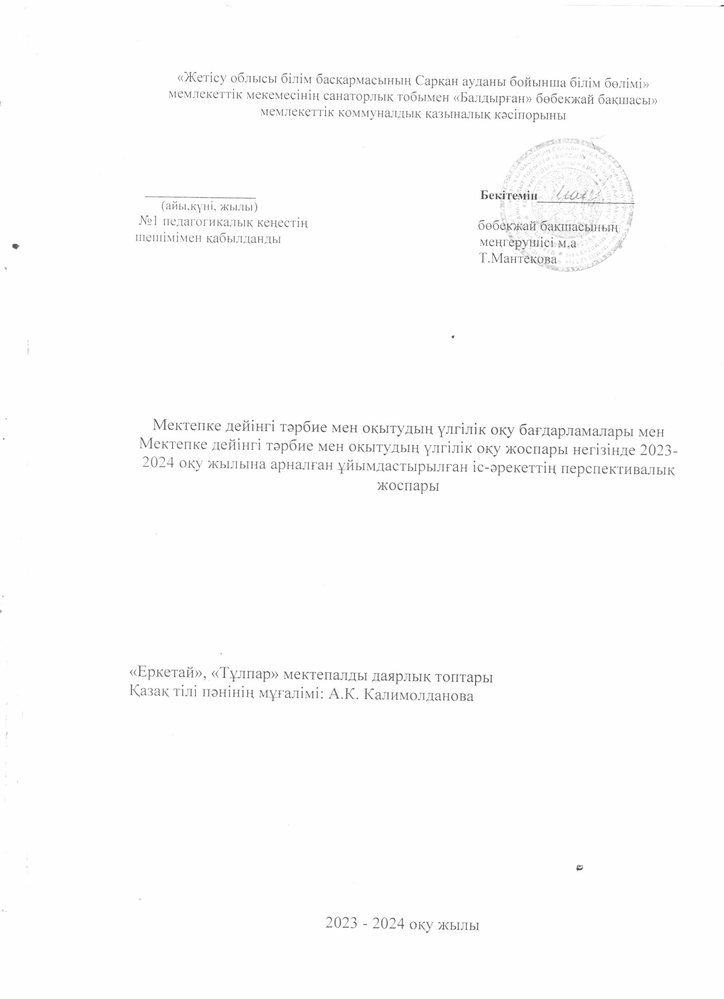 «Жетісу облысы білім басқармасының Сарқан ауданы бойынша білім бөлімі»
мемлекеттік мекемесінің санаторлық тобымен «Балдырған» бөбекжай бақшасы»
мемлекеттік коммуналдық қазыналық кәсіпорыны
(айы,күні, жылы)
№1 педагогикалық кеңестің
шешімімен қабылданды
Бекітемін
бөбекжай бақшасының
меңгерушісі м.а
Т.Мантекова
Мектепке дейінгі тәрбие мен оқытудың үлгілік оқу бағдарламалары мен
Мектепке дейінгі тәрбие мен оқытудың үлгілік оқу жоспары негізінде 2023-
2024 оқу жылына арналған ұйымдастырылған іс-әрекеттің перспективалық
жоспары
«Еркетай», «Тұлпар» мектепалды даярлық топтары
Қазақ тілі пәнінің мұғалімі: А.К. Калимолданова
2023 - 2024 оқу жылы